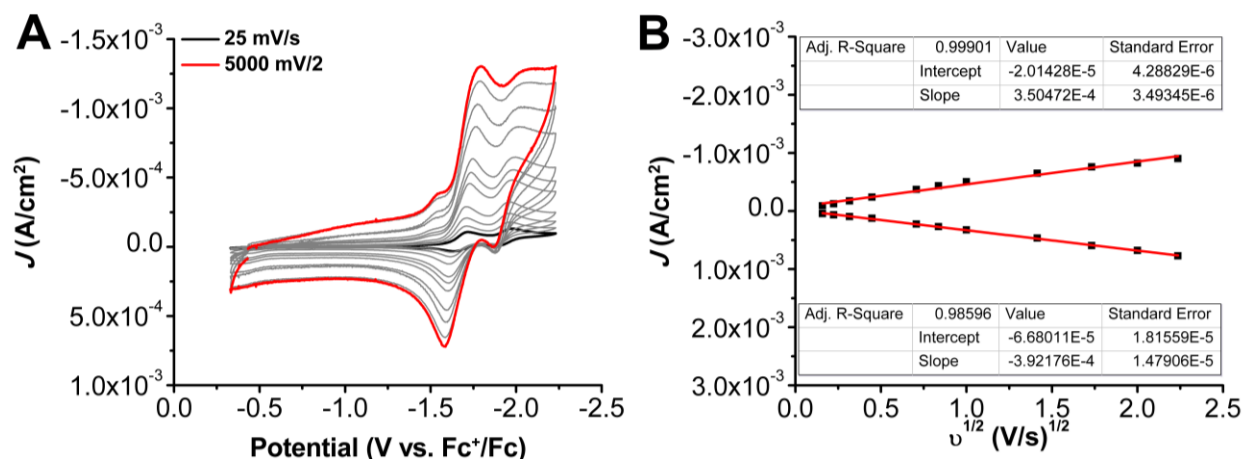 A
25 mV/s
5000 mV/2
-1.5x10⁻³
-1.0x10⁻³
-5.0x10⁻⁴
0.0
5.0x10⁻⁴
1.0x10⁻³
J (A/cm²)
0.0 -0.5 -1.0 -1.5 -2.0 -2.5
Potential (V vs. Fc⁺/Fc)
B
-3.0x10⁻³
-2.0x10⁻³
-1.0x10⁻³
0.0
1.0x10⁻³
2.0x10⁻³
3.0x10⁻³
J (A/cm²)
Adj. R-Square 0.99901 Value Standard Error
Intercept -2.01428E-5 4.28829E-6
Slope 3.50472E-4 3.49345E-6
Adj. R-Square 0.98596 Value Standard Error
Intercept -6.68011E-5 1.81559E-5
Slope -3.92176E-4 1.47906E-5
0.0 0.5 1.0 1.5 2.0 2.5
υ^1/2 (V/s)^1/2